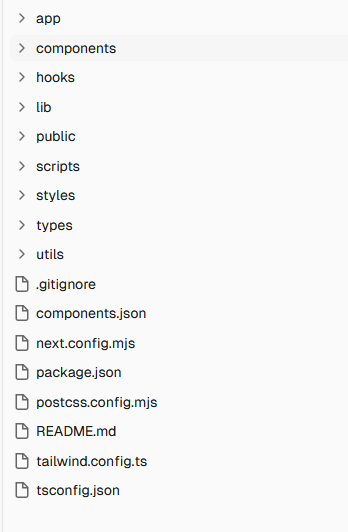 app
components
hooks
lib
public
scripts
styles
types
utils
.gitignore
components.json
next.config.mjs
package.json
postcss.config.mjs
README.md
tailwind.config.ts
tsconfig.json